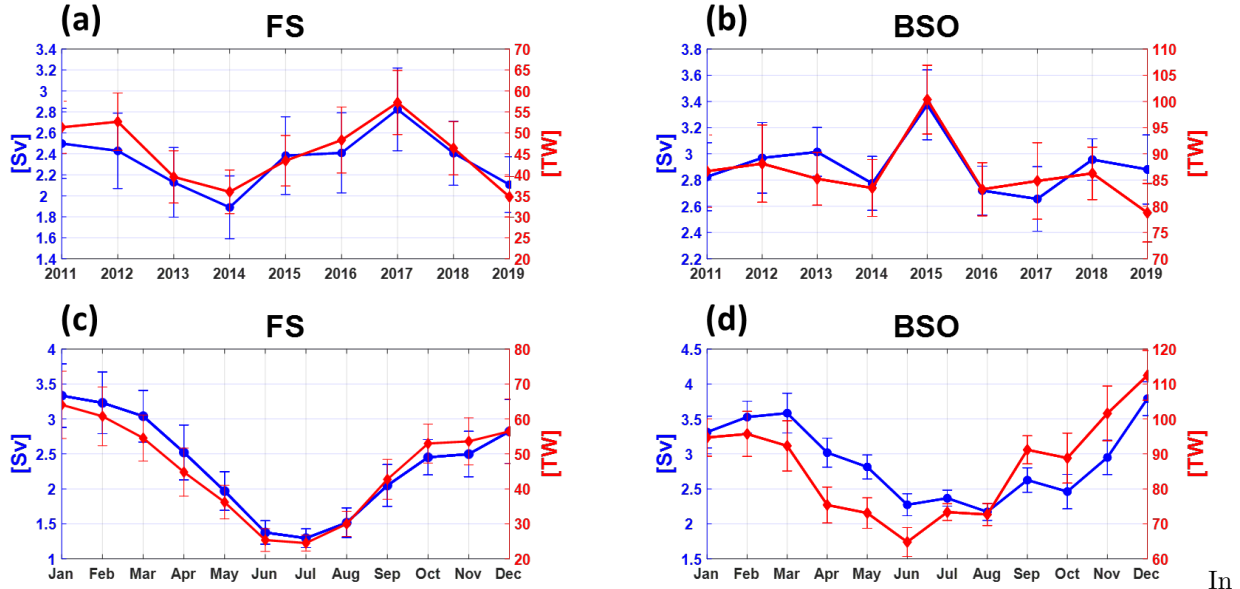 (a) FS
3.4 3.2 3 2.8 2.6 2.4 2.2 2 1.8 1.6 1.4
[Sv]
70 65 60 55 50 45 40 35 30 25 20
[TW]
2011 2012 2013 2014 2015 2016 2017 2018 2019
(b) BSO
3.8 3.6 3.4 3.2 3 2.8 2.6 2.4 2.2
[Sv]
110 105 100 95 90 85 80 75 70
[TW]
2011 2012 2013 2014 2015 2016 2017 2018 2019
(c) FS
4 3.5 3 2.5 2 1.5 1
[Sv]
80 70 60 50 40 30 20
[TW]
Jan Feb Mar Apr May Jun Jul Aug Sep Oct Nov Dec
(d) BSO
4.5 4 3.5 3 2.5 2 1.5
[Sv]
120 110 100 90 80 70 60
[TW]
Jan Feb Mar Apr May Jun Jul Aug Sep Oct Nov Dec
In